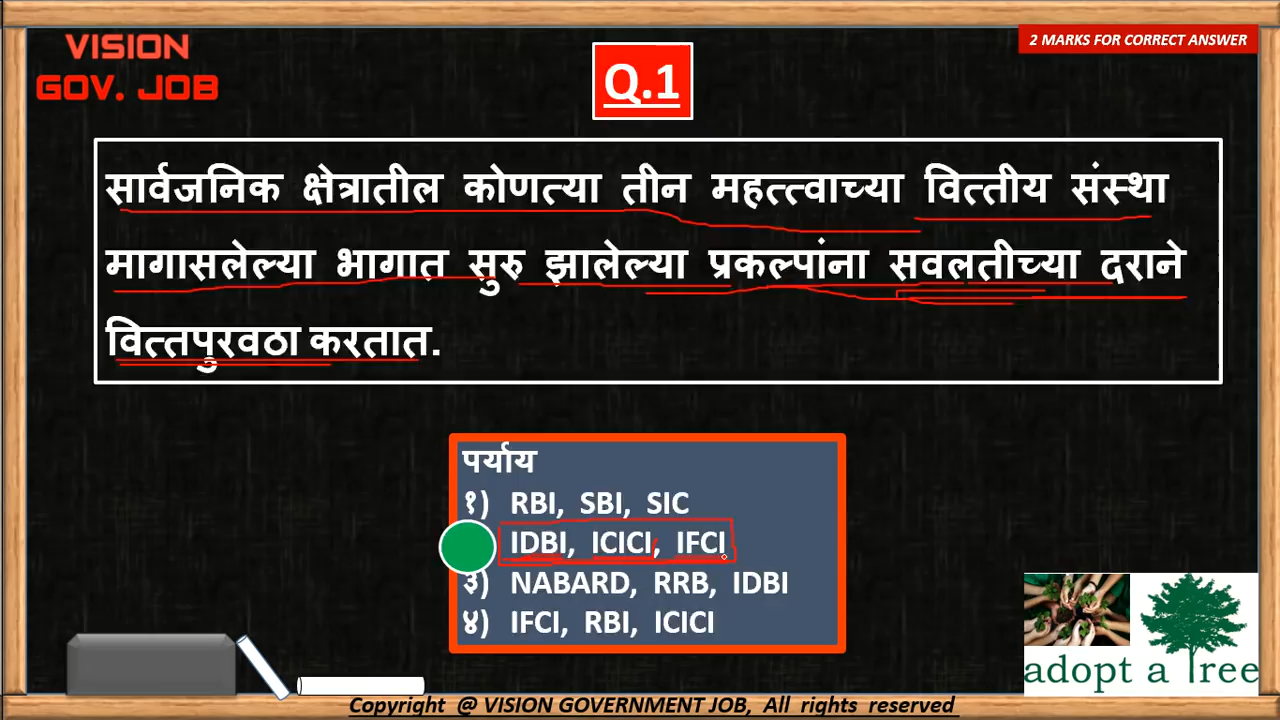 VISION
GOV. JOB
2 MARKS FOR CORRECT ANSWER
Q.1
सार्वजनिक क्षेत्रातील कोणत्या तीन महत्त्वाच्या वित्तीय संस्था
मागासलेल्या भागात सुरु झालेल्या प्रकल्पांना सवलतीच्या दराने
वित्तपुरवठा करतात.
पर्याय
१) RBI, SBI, SIC
IDBI, ICICI, IFCI
३) NABARD, RRB, IDBI
४) IFCI, RBI, ICICI
adopt a Tree
Copyright @ VISION GOVERNMENT JOB, All rights reserved